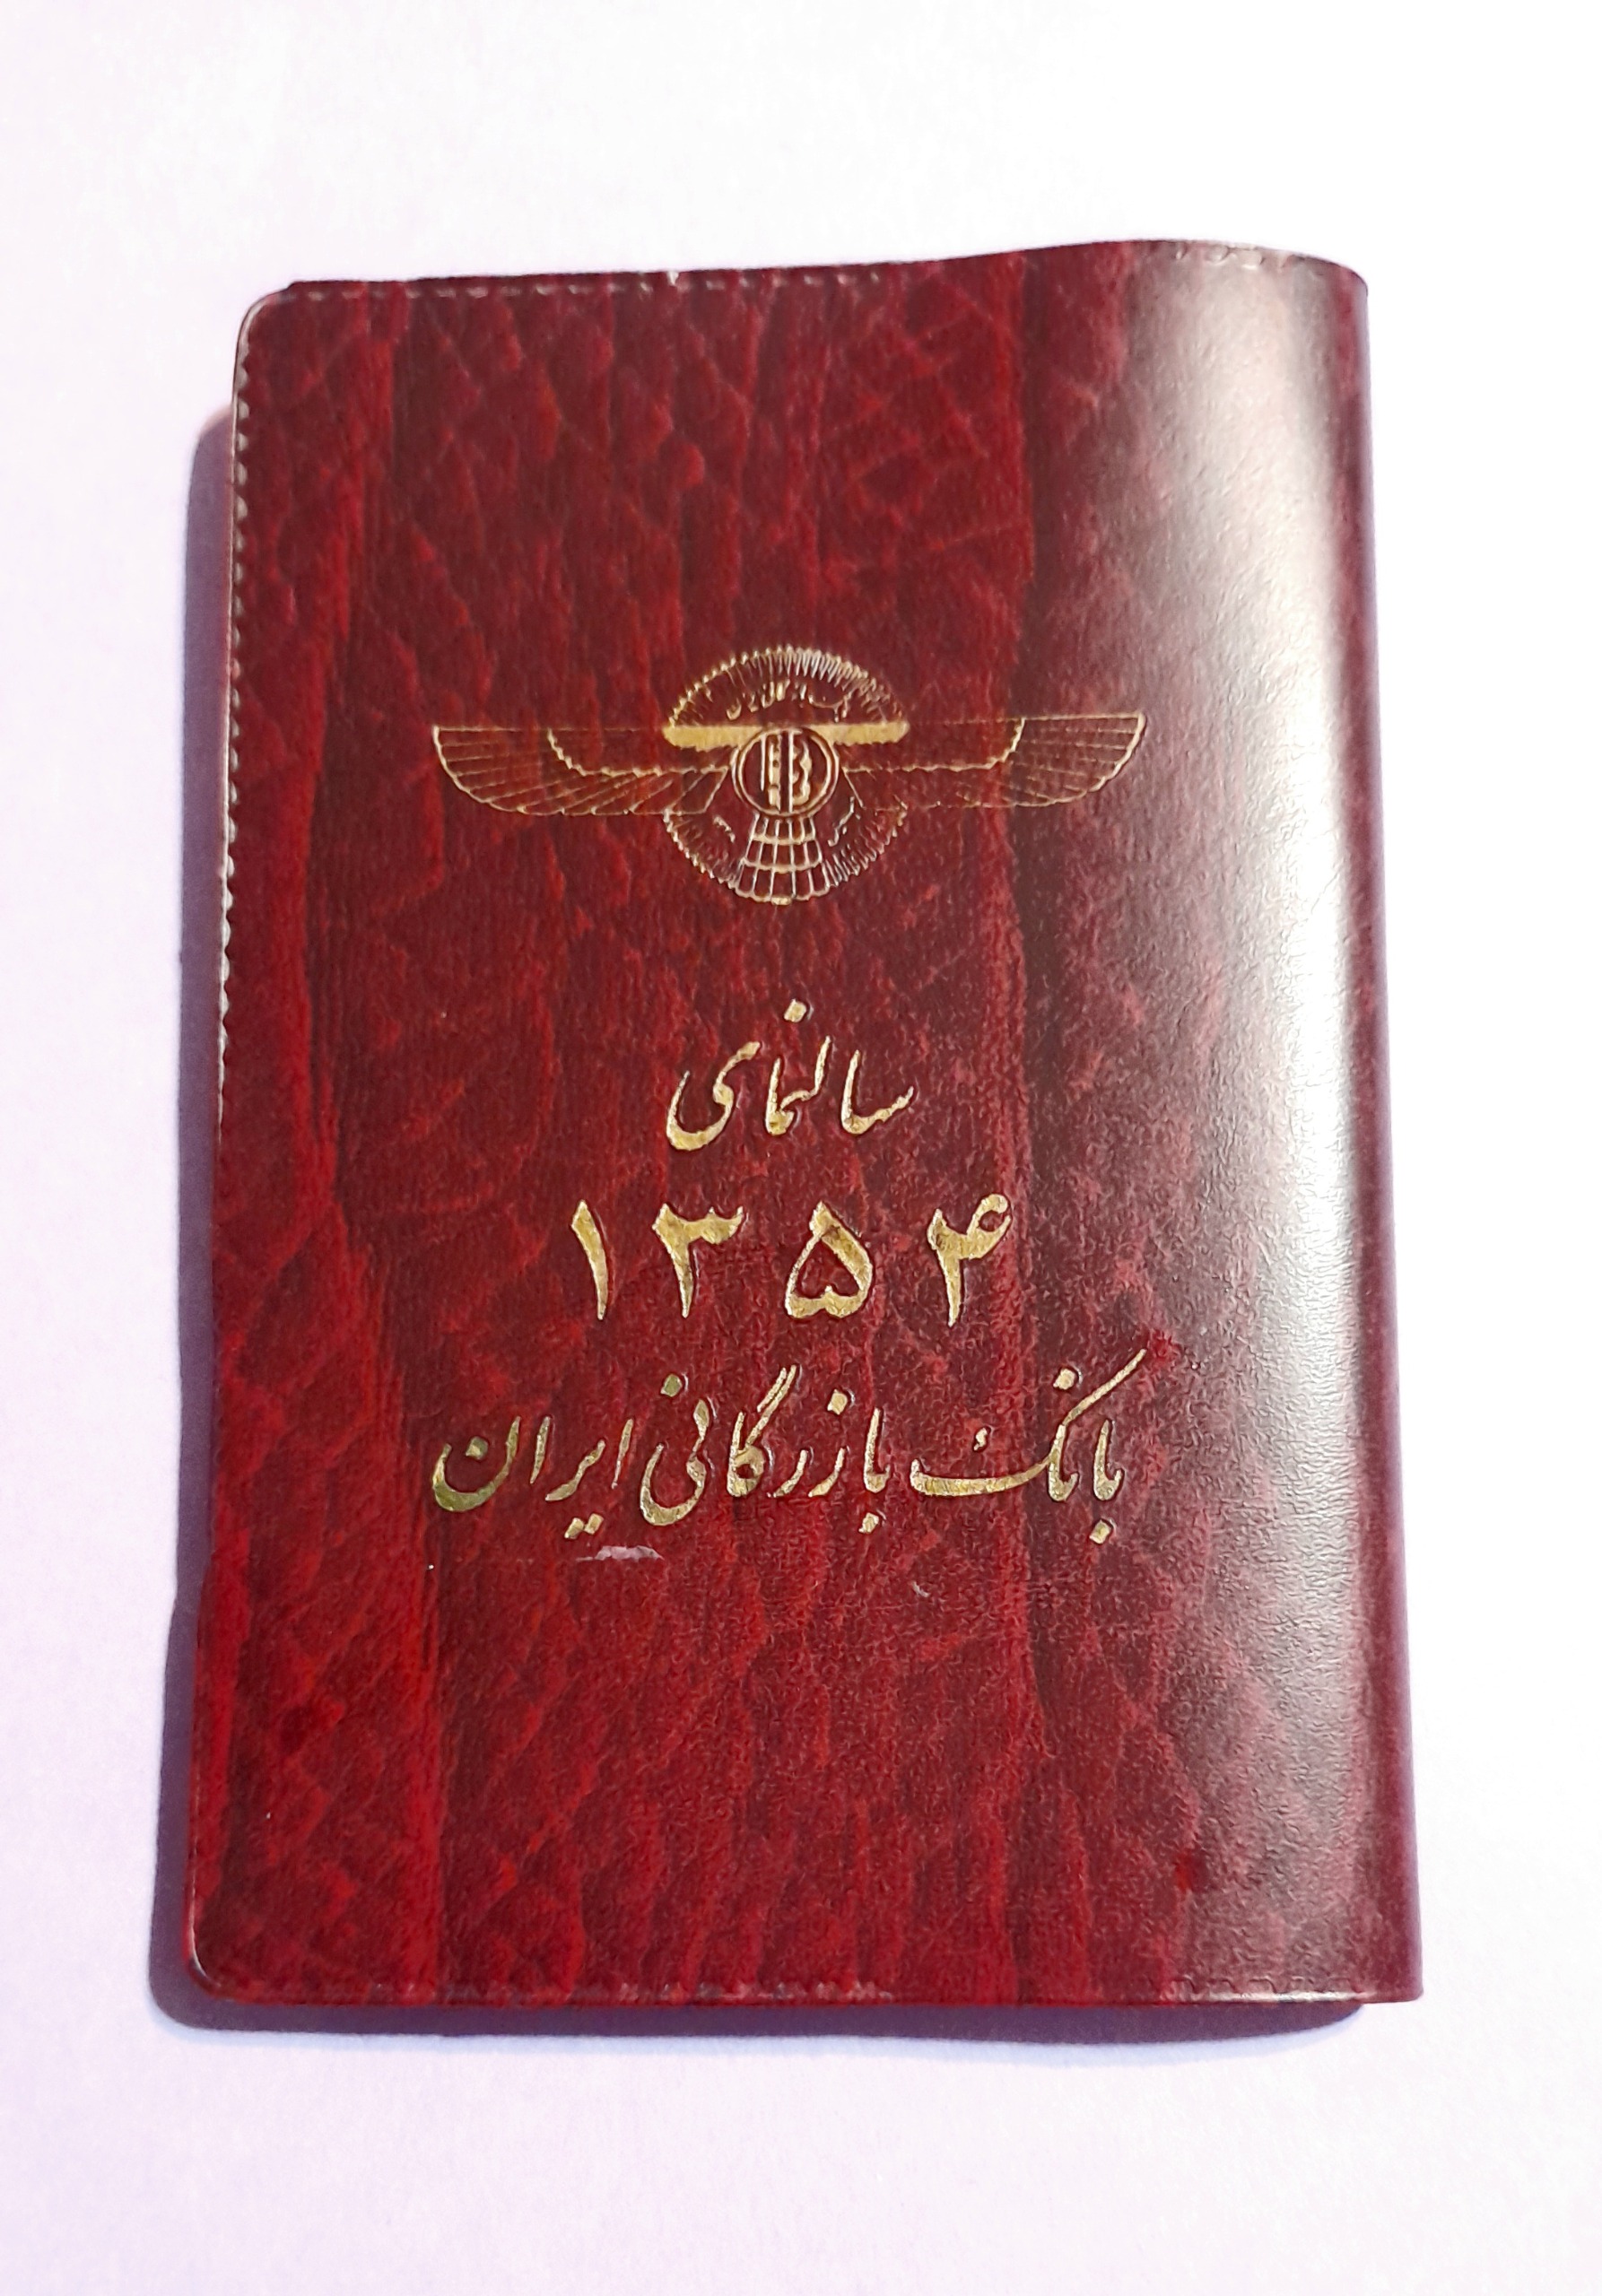 سالنمای
۱۳۵۴
بانک بازرگانی ایران